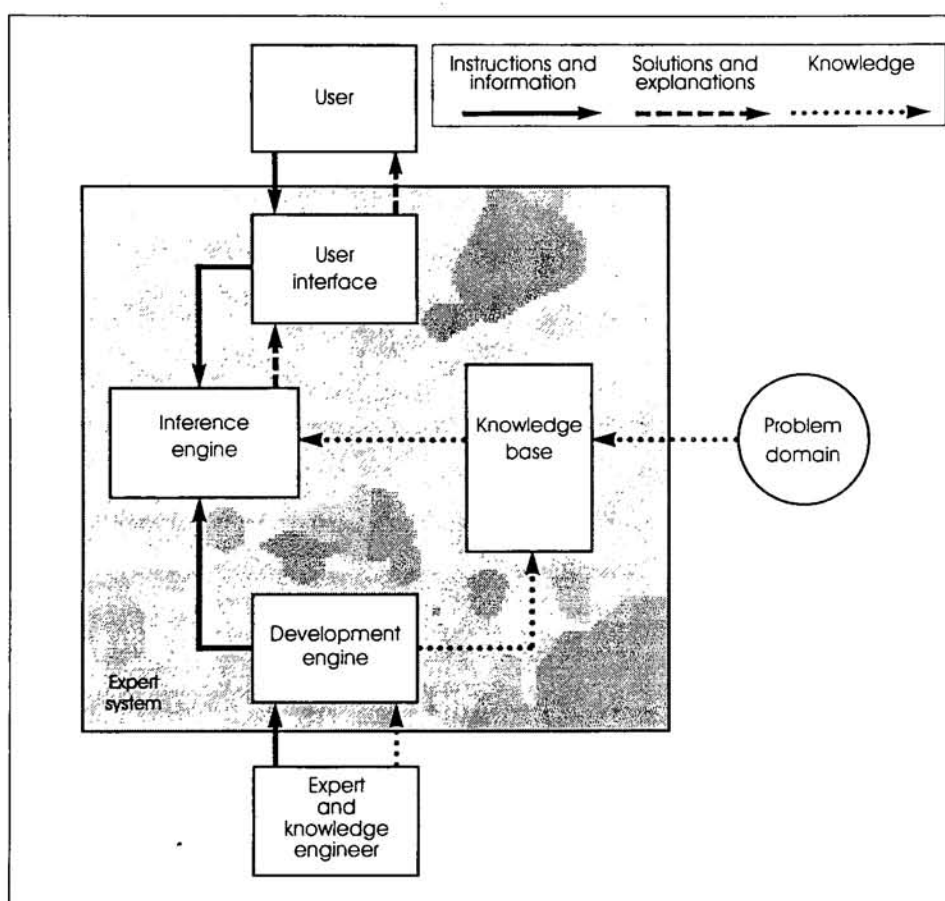 User
Instructions and
information
Solutions and
explanations
Knowledge
User
interface
Inference
engine
Knowledge
base
Problem
domain
Development
engine
Expert
system
Expert
and
knowledge
engineer